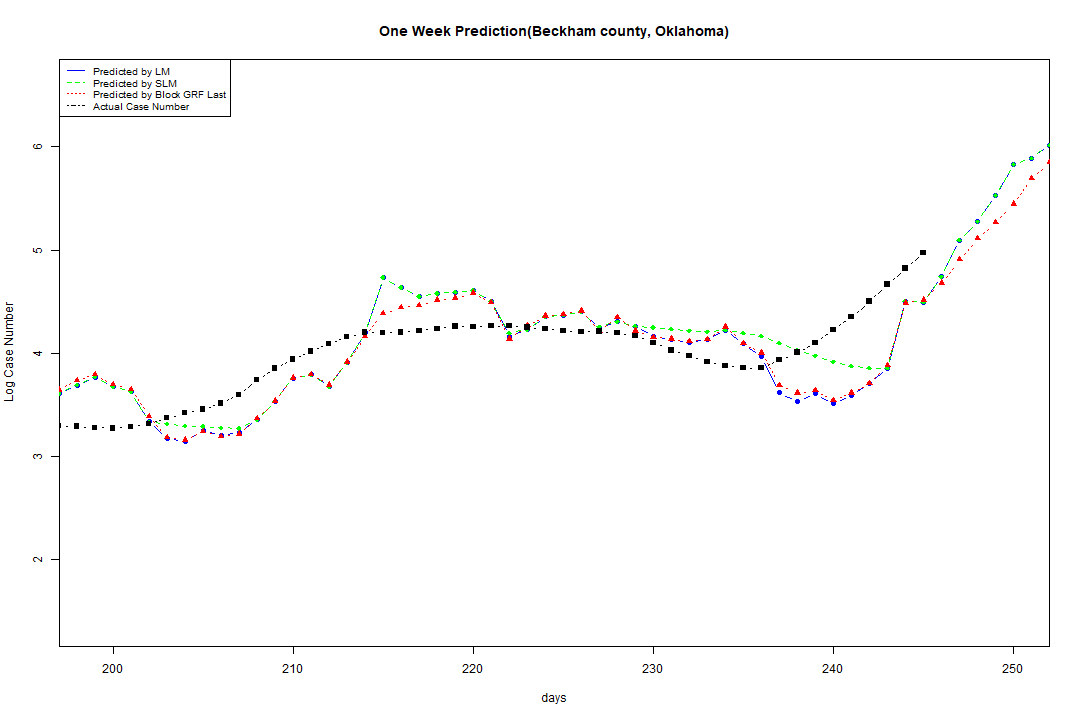 One Week Prediction(Beckham county, Oklahoma)
Predicted by LM
Predicted by SLM
Predicted by Block GRF Last
Actual Case Number
6
5
4
3
2
Log Case Number
200 210 220 230 240 250
days